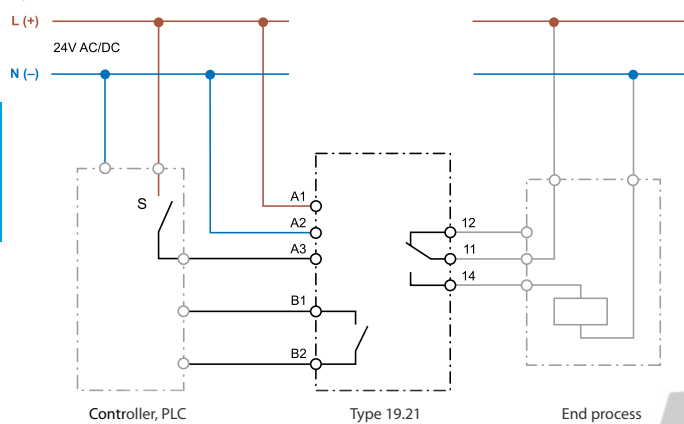 L (+)
24V AC/DC
N (–)
S
A1
A2
A3
B1
B2
12
11
14
Controller, PLC
Type 19.21
End process